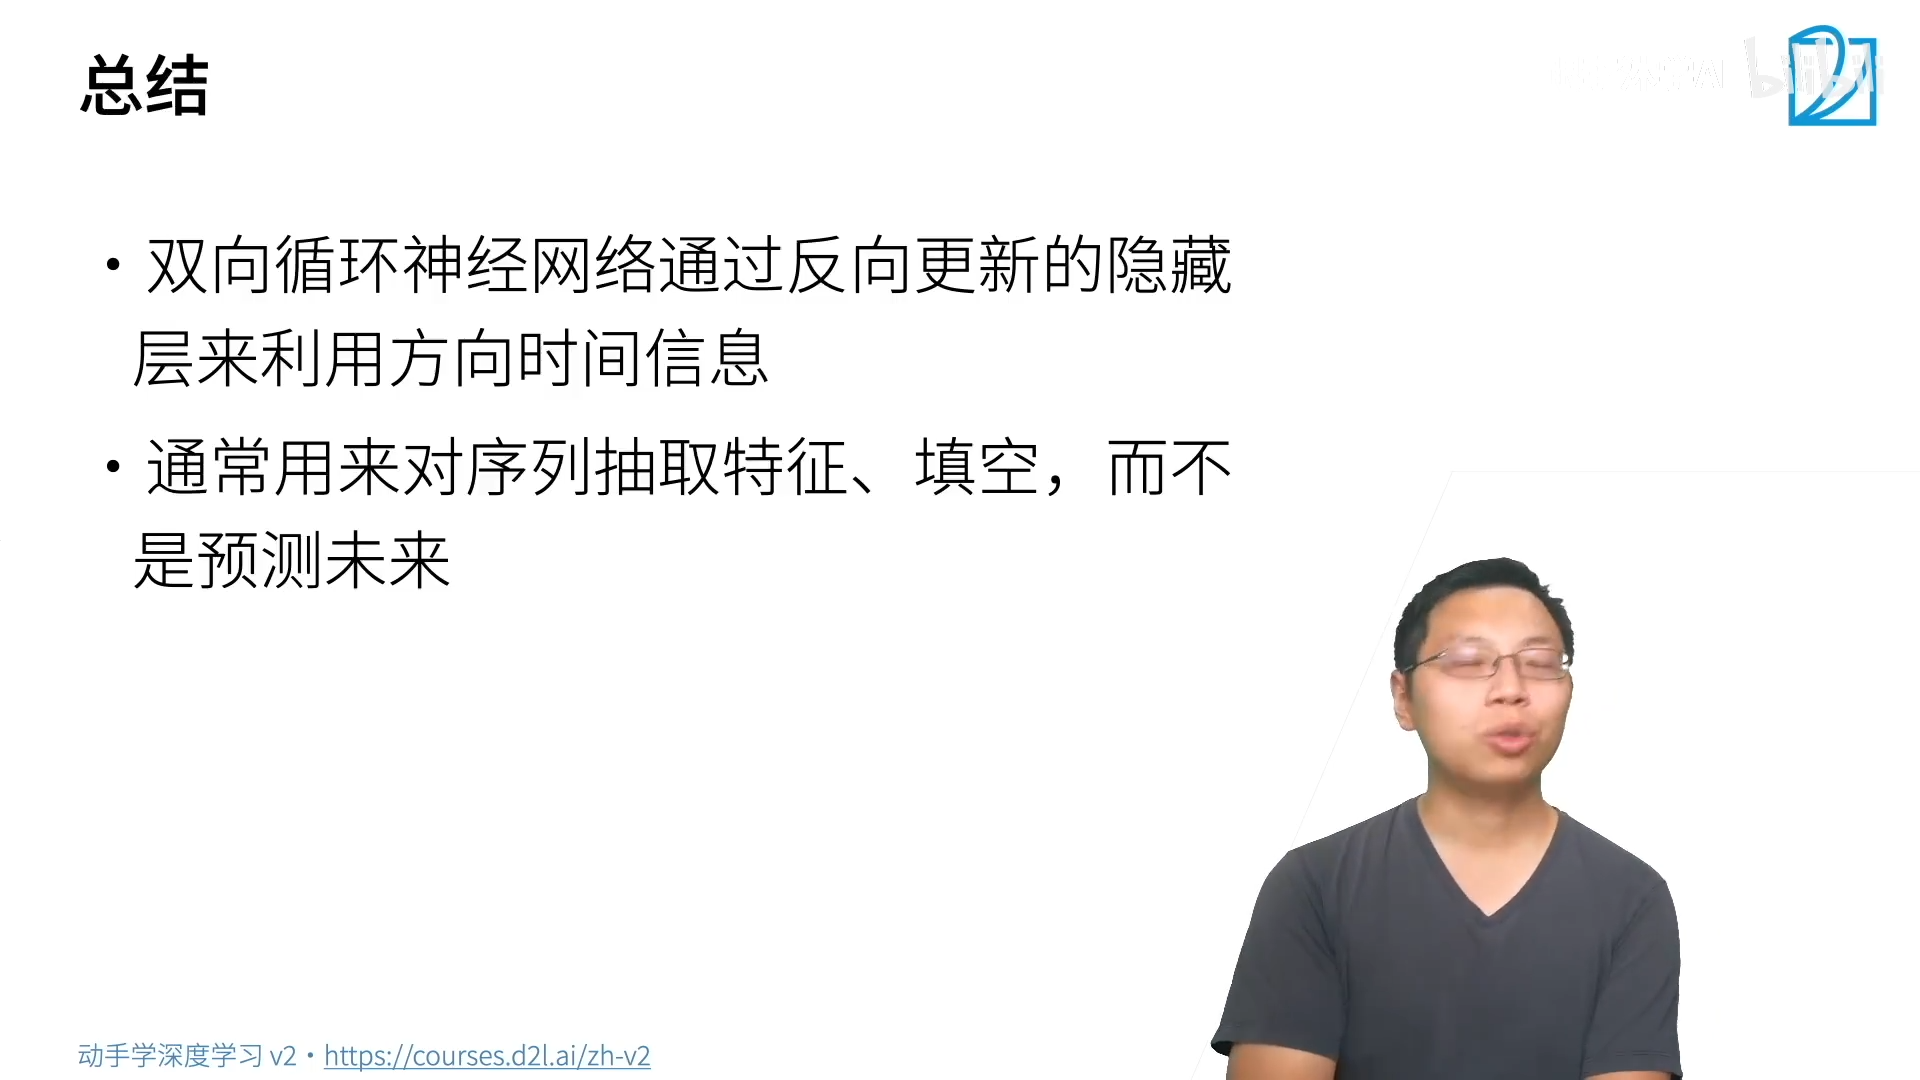 总结
• 双向循环神经网络通过反向更新的隐藏
层来利用方向时间信息
• 通常用来对序列抽取特征、填空，而不
是预测未来
动手学深度学习 v2 • https://courses.d2l.ai/zh-v2
bilibili